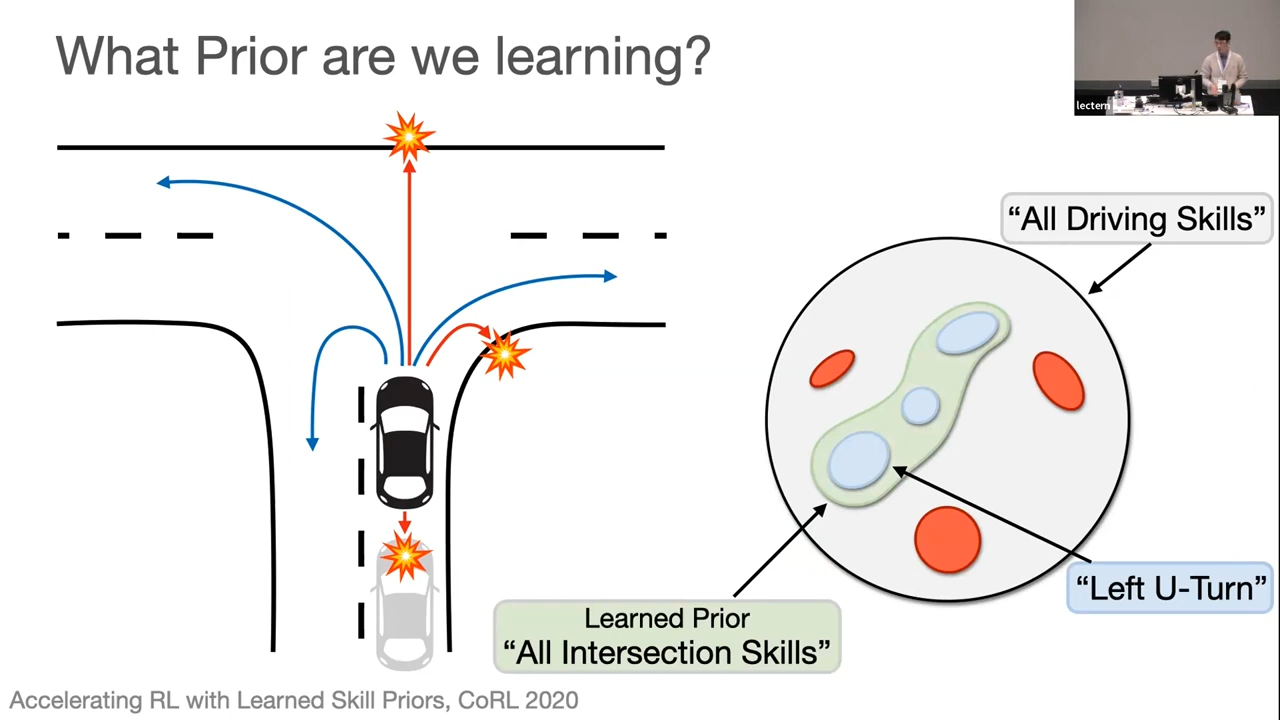 What Prior are we learning?
lectern
“All Driving Skills”
“Left U-Turn”
Learned Prior
“All Intersection Skills”
Accelerating RL with Learned Skill Priors, CoRL 2020